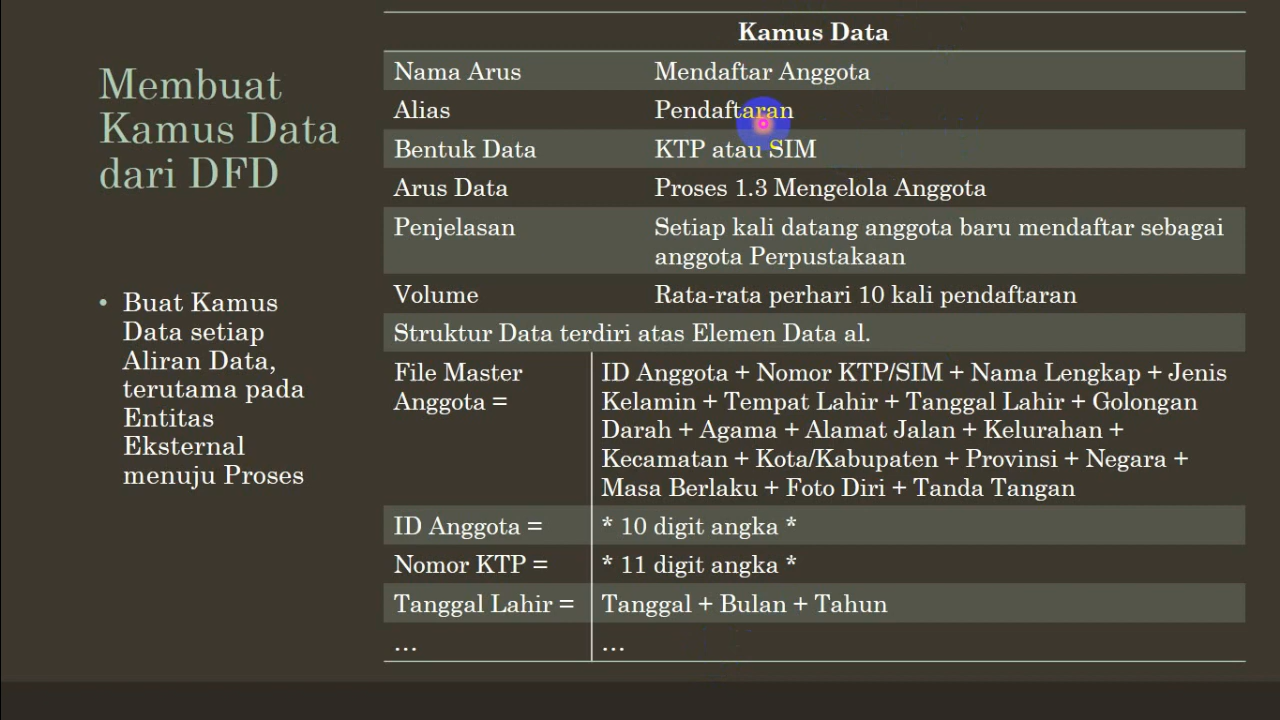 Membuat
Kamus Data
dari DFD
• Buat Kamus
Data setiap
Aliran Data,
terutama pada
Entitas
Eksternal
menuju Proses
Kamus Data
Nama Arus Mendaftar Anggota
Alias Pendaftaran
Bentuk Data KTP atau SIM
Arus Data Proses 1.3 Mengelola Anggota
Penjelasan Setiap kali datang anggota baru mendaftar sebagai
anggota Perpustakaan
Volume Rata-rata perhari 10 kali pendaftaran
Struktur Data terdiri atas Elemen Data al.
File Master ID Anggota + Nomor KTP/SIM + Nama Lengkap + Jenis
Anggota = Kelamin + Tempat Lahir + Tanggal Lahir + Golongan
Darah + Agama + Alamat Jalan + Kelurahan +
Kecamatan + Kota/Kabupaten + Provinsi + Negara +
Masa Berlaku + Foto Diri + Tanda Tangan
ID Anggota = * 10 digit angka *
Nomor KTP = * 11 digit angka *
Tanggal Lahir = Tanggal + Bulan + Tahun
… …